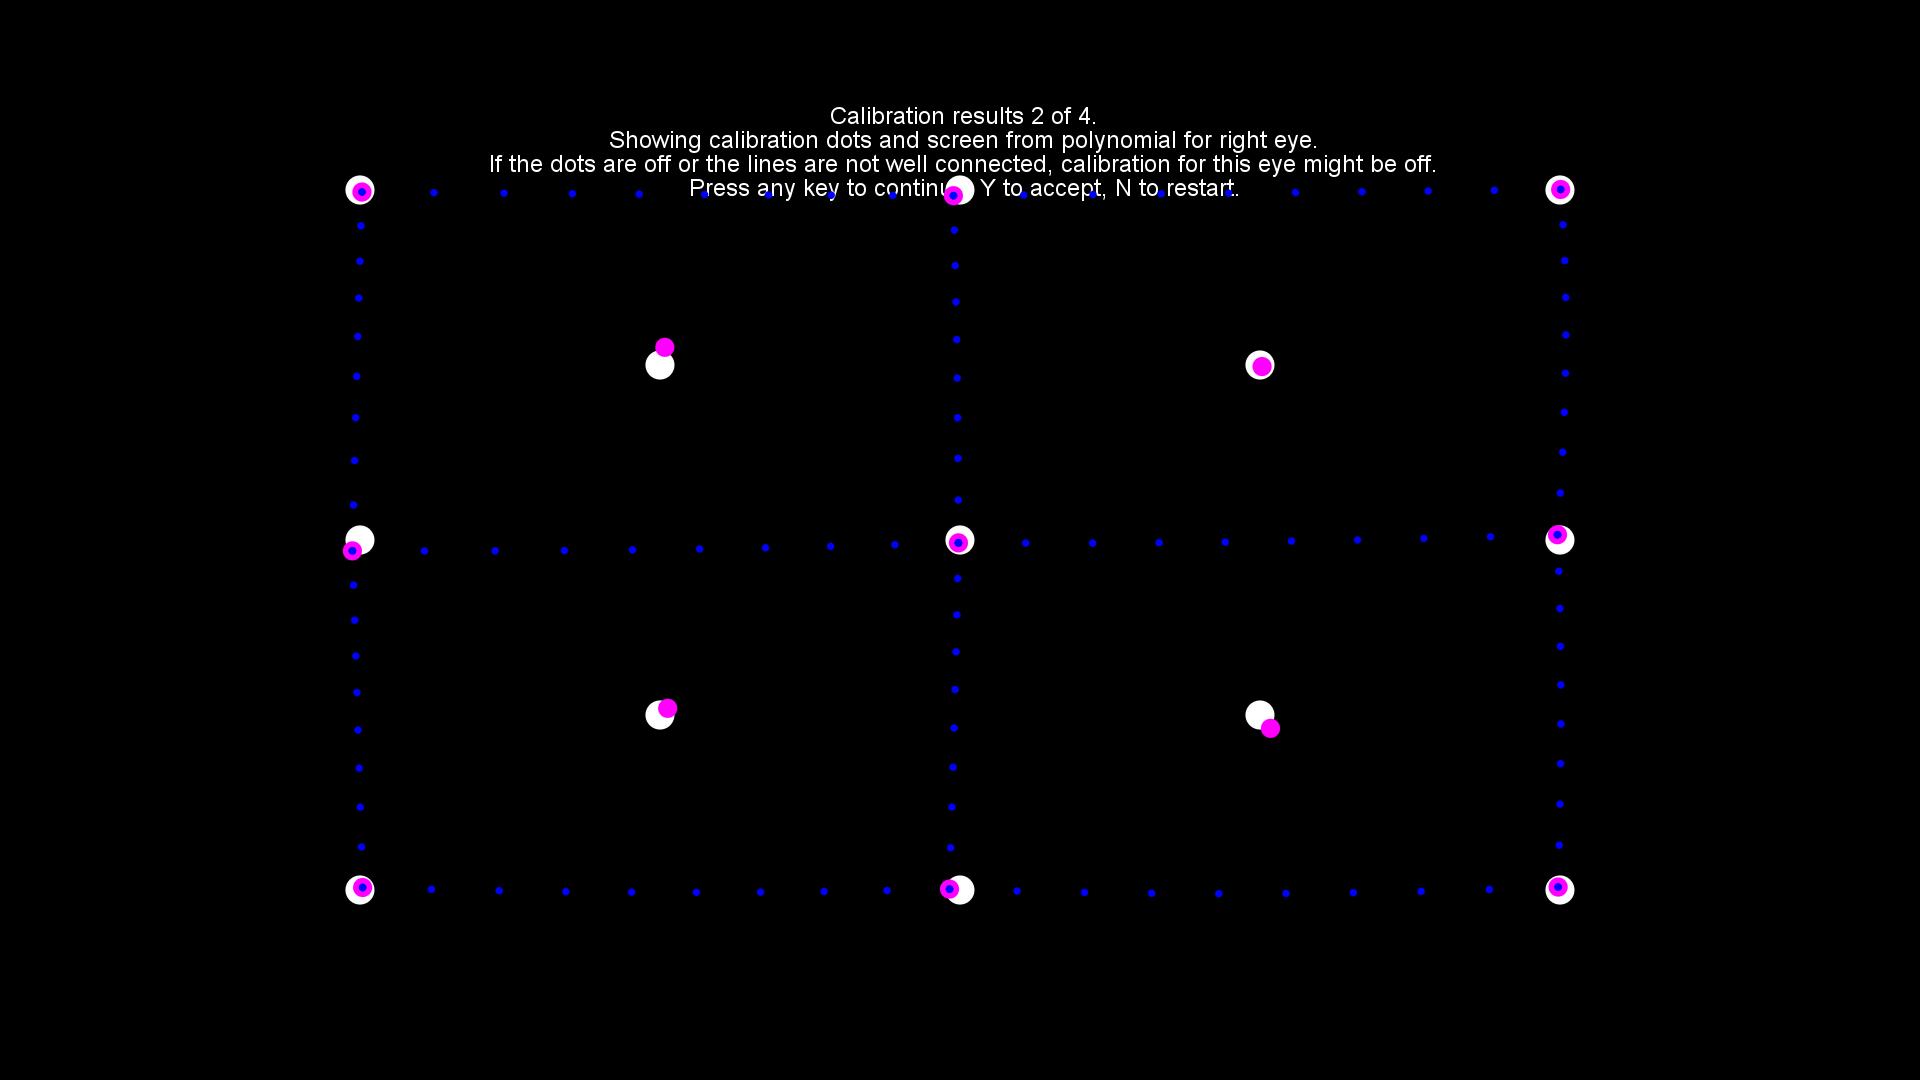 Calibration results 2 of 4.
Showing calibration dots and screen from polynomial for right eye.
If the dots are off or the lines are not well connected, calibration for this eye might be off.
Press any key to continue, Y to accept, N to restart.